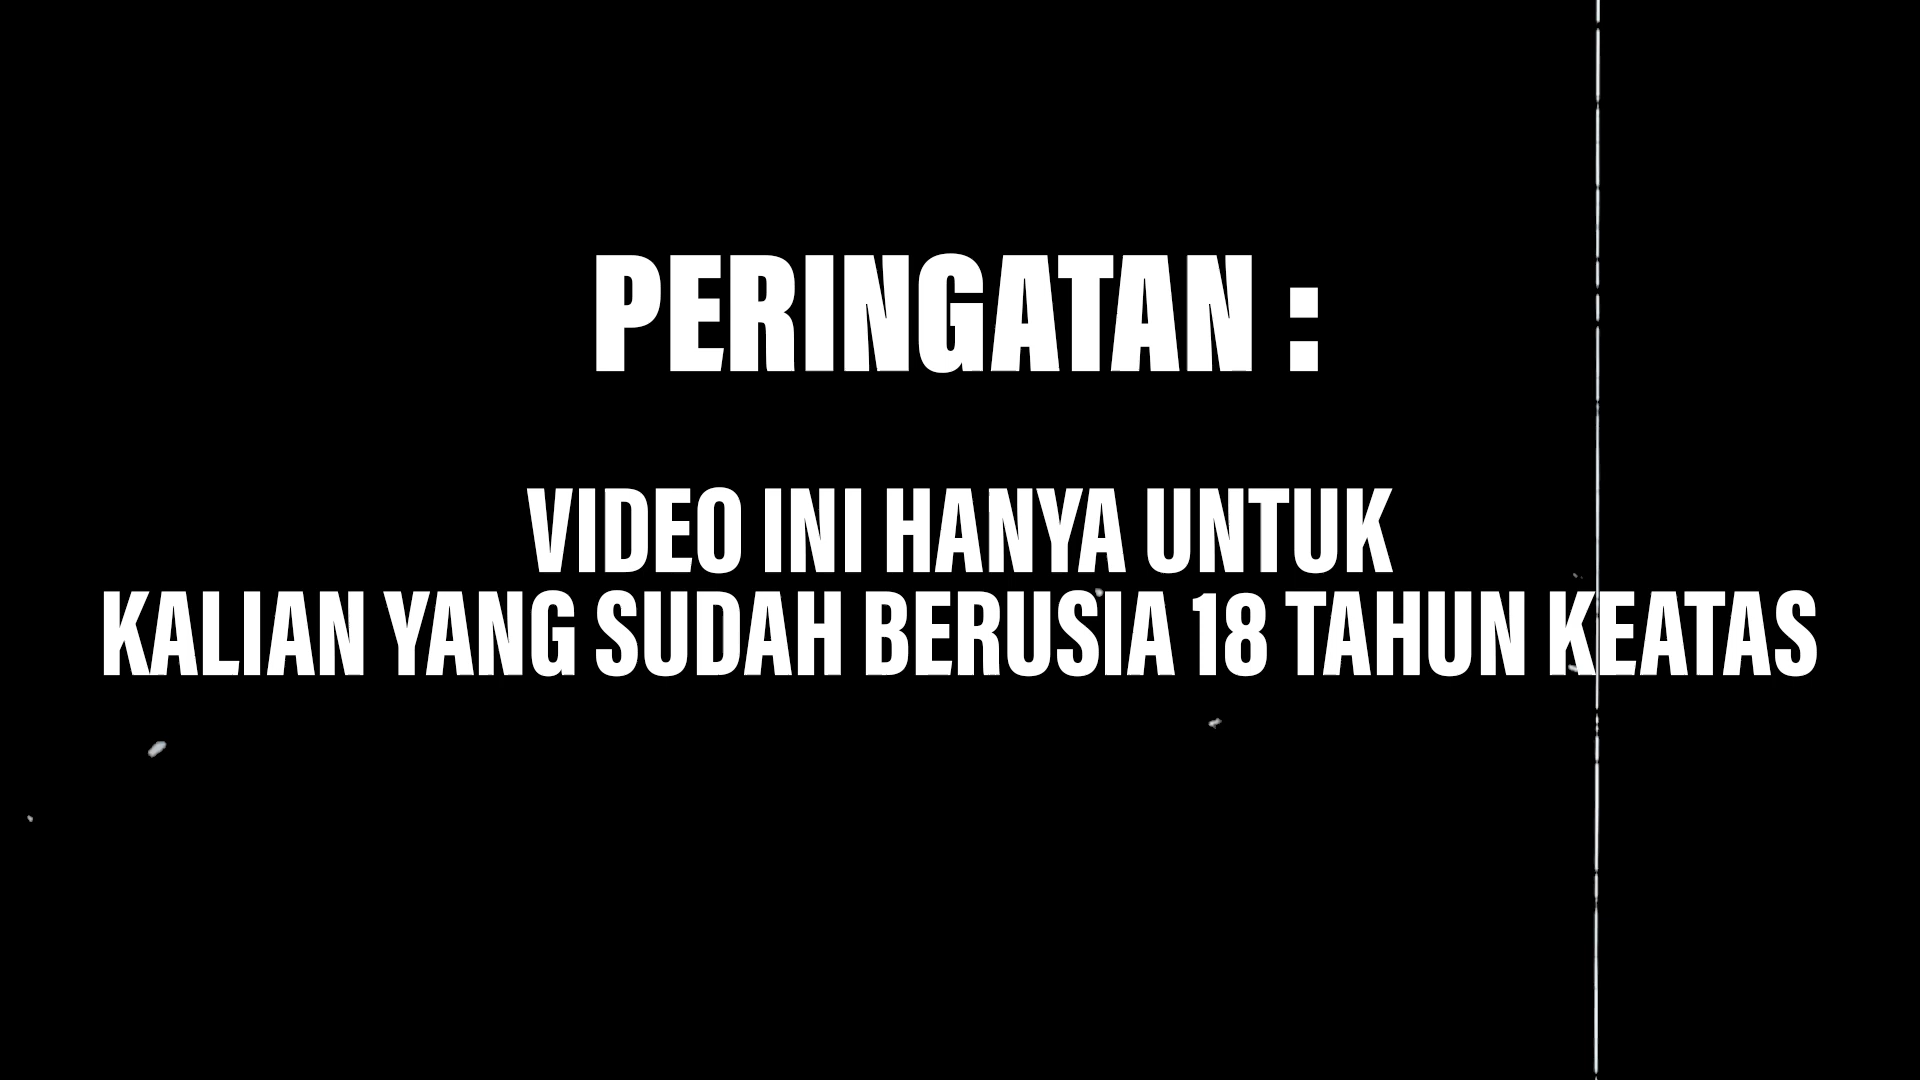 PERINGATAN :
VIDEO INI HANYA UNTUK
KALIAN YANG SUDAH BERUSIA 18 TAHUN KEATAS